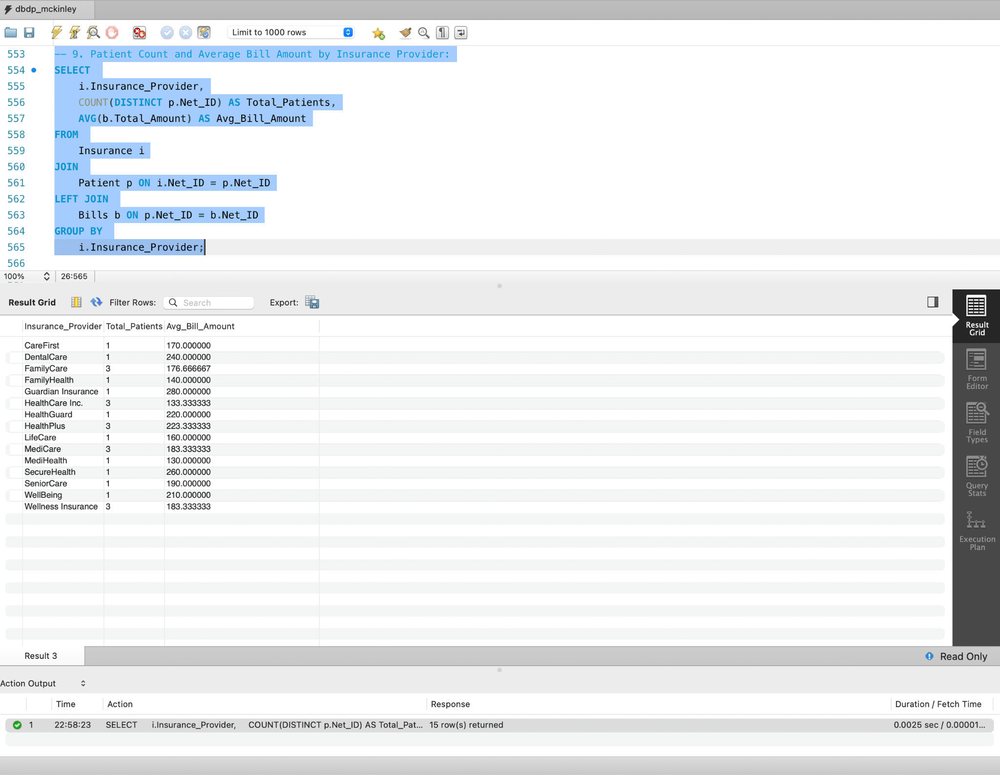 dbdp_mckinley
Limit to 1000 rows
553 -- 9. Patient Count and Average Bill Amount by Insurance Provider:
554 SELECT
555 i.Insurance_Provider,
556 COUNT(DISTINCT p.Net_ID) AS Total_Patients,
557 AVG(b.Total_Amount) AS Avg_Bill_Amount
558 FROM
559 Insurance i
560 JOIN
561 Patient p ON i.Net_ID = p.Net_ID
562 LEFT JOIN
563 Bills b ON p.Net_ID = b.Net_ID
564 GROUP BY
565 i.Insurance_Provider;
566
100% 26:565
Result Grid Filter Rows: Search Export:
Insurance_Provider Total_Patients Avg_Bill_Amount
CareFirst 1 170.000000
DentalCare 1 240.000000
FamilyCare 3 176.666667
FamilyHealth 1 140.000000
Guardian Insurance 1 280.000000
HealthCare Inc. 3 133.333333
HealthGuard 1 220.000000
HealthPlus 3 223.333333
LifeCare 1 160.000000
MediCare 3 183.333333
MediHealth 1 130.000000
SecureHealth 1 260.000000
SeniorCare 1 190.000000
WellBeing 1 210.000000
Wellness Insurance 3 183.333333
Result
Grid
Form
Editor
Field
Types
Query
Stats
Execution
Plan
Result 3 Read Only
Action Output
Time Action Response Duration / Fetch Time
1 22:58:23 SELECT i.Insurance_Provider, COUNT(DISTINCT p.Net_ID) AS Total_Pat... 15 row(s) returned 0.0025 sec / 0.00001...